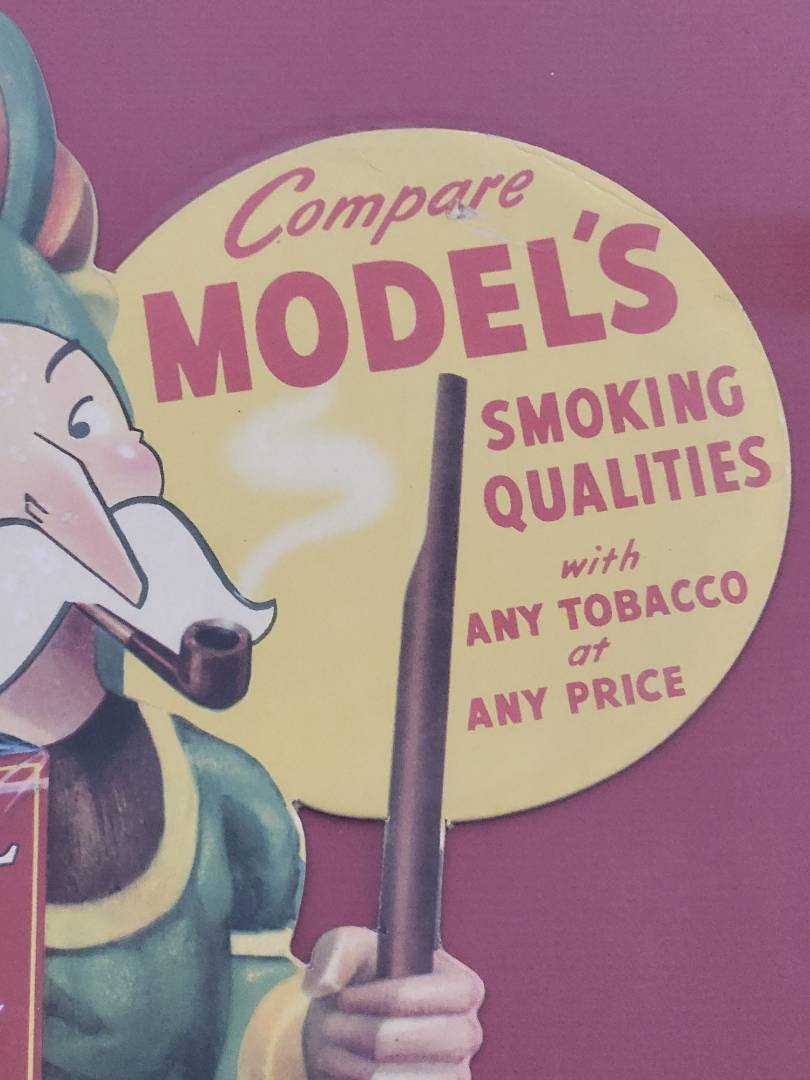 Compare
MODEL'S
SMOKING
QUALITIES
with
ANY TOBACCO
at
ANY PRICE